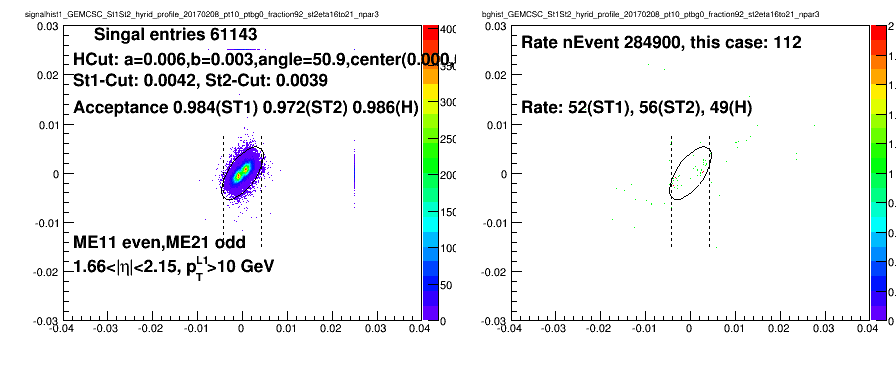 signalhist1_GEMCSC_St1St2_hyrid_profile_20170208_pt10_ptbg0_fraction92_st2eta16to21_npar3
Singal entries 61143
HCut: a=0.006,b=0.003,angle=50.9,center(0.000,
St1-Cut: 0.0042, St2-Cut: 0.0039
Acceptance 0.984(ST1) 0.972(ST2) 0.986(H)
ME11 even,ME21 odd
1.66<|η|<2.15, p_T^L1>10 GeV
0.03
0.02
0.01
0
-0.01
-0.02
-0.03
-0.04 -0.03 -0.02 -0.01 0 0.01 0.02 0.03 0.04
400
300
250
200
150
100
50
0
bghist_GEMCSC_St1St2_hyrid_profile_20170208_pt10_ptbg0_fraction92_st2eta16to21_npar3
Rate nEvent 284900, this case: 112
Rate: 52(ST1), 56(ST2), 49(H)
0.03
0.02
0.01
0
-0.01
-0.02
-0.03
-0.04 -0.03 -0.02 -0.01 0 0.01 0.02 0.03 0.04